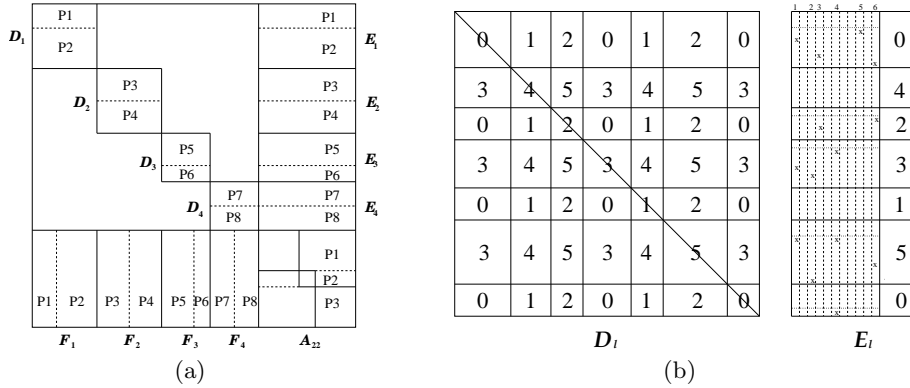 P1 P1
D1 E1
P2 P2
P3 P3
D2 E2
P4 P4
P5 P5
D3 E3
P6 P6
P7 P7
D4 E4
P8 P8
P1
P2
P1 P2 P3 P4 P5 P6 P7 P8 P3
F1 F2 F3 F4 A22
(a)
1 2 3 4 5 6
0 1 2 0 1 2 0 0
3 4 5 3 4 5 3 4
0 1 2 0 1 2 0 2
3 4 5 3 4 5 3 3
0 1 2 0 1 2 0 1
3 4 5 3 4 5 3 5
0 1 2 0 1 2 0 0
Dl El
(b)